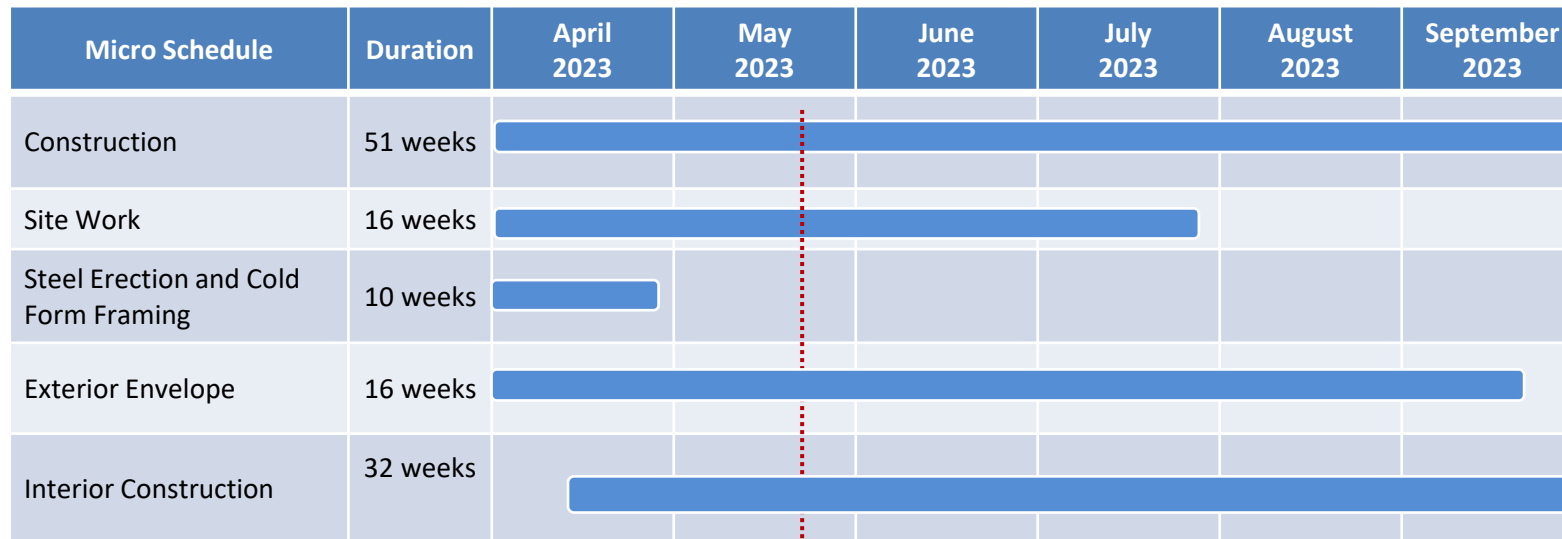 Micro Schedule
Duration
April
2023
May
2023
June
2023
July
2023
August
2023
September
2023
Construction
51 weeks
Site Work
16 weeks
Steel Erection and Cold
Form Framing
10 weeks
Exterior Envelope
16 weeks
Interior Construction
32 weeks